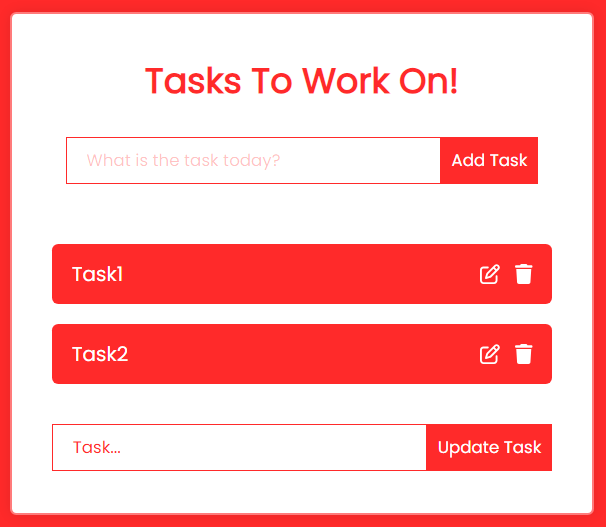 Tasks To Work On!
What is the task today?
Add Task
Task1
Task2
Task...
Update Task